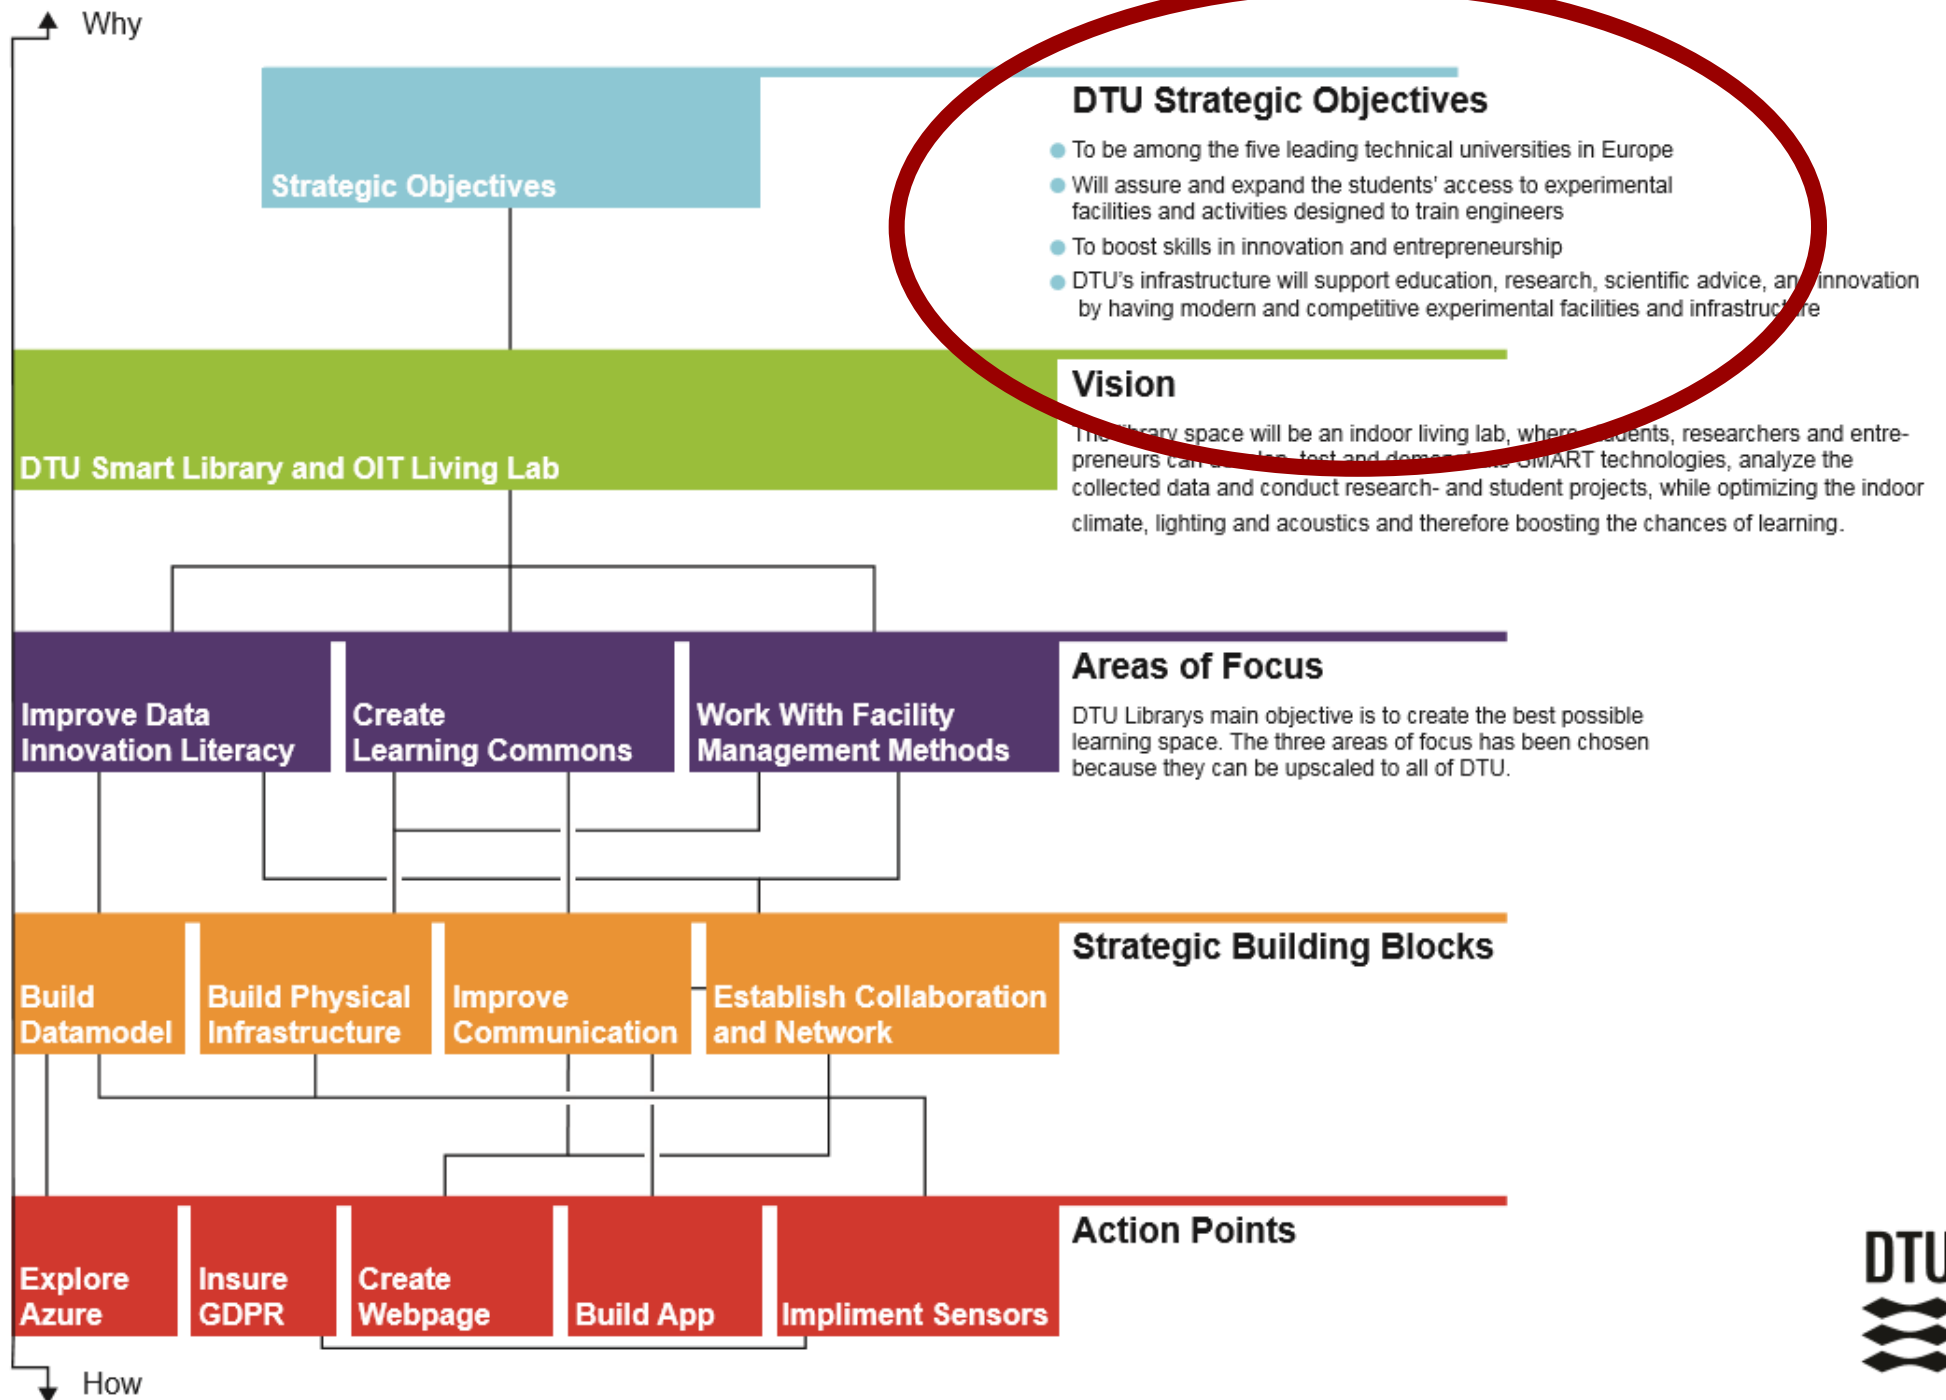 Why
Strategic Objectives
DTU Strategic Objectives
To be among the five leading technical universities in Europe
Will assure and expand the students' access to experimental
facilities and activities designed to train engineers
To boost skills in innovation and entrepreneurship
DTU's infrastructure will support education, research, scientific advice, and innovation
by having modern and competitive experimental facilities and infrastructure
DTU Smart Library and OIT Living Lab
Vision
The library space will be an indoor living lab, where students, researchers and entre-
preneurs can develop, test and demonstrate SMART technologies, analyze the
collected data and conduct research- and student projects, while optimizing the indoor
climate, lighting and acoustics and therefore boosting the chances of learning.
Improve Data
Innovation Literacy
Create
Learning Commons
Work With Facility
Management Methods
Areas of Focus
DTU Librarys main objective is to create the best possible
learning space. The three areas of focus has been chosen
because they can be upscaled to all of DTU.
Build
Datamodel
Build Physical
Infrastructure
Improve
Communication
Establish Collaboration
and Network
Strategic Building Blocks
Explore
Azure
Insure
GDPR
Create
Webpage
Build App
Impliment Sensors
Action Points
DTU
How